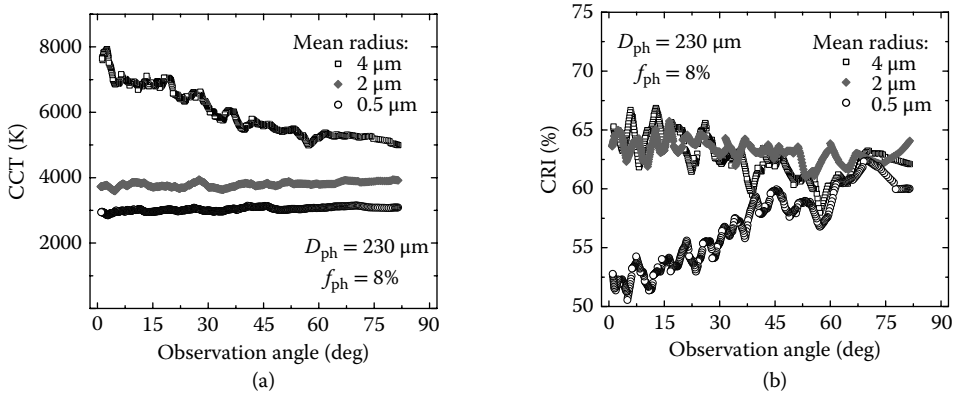 8000
6000
4000
2000
CCT (K)
Mean radius:
4 μm
2 μm
0.5 μm
D_ph = 230 μm
f_ph = 8%
0 15 30 45 60 75 90
Observation angle (deg)
(a)
75
70
65
60
55
50
CRI (%)
D_ph = 230 μm
f_ph = 8%
Mean radius:
4 μm
2 μm
0.5 μm
0 15 30 45 60 75 90
Observation angle (deg)
(b)